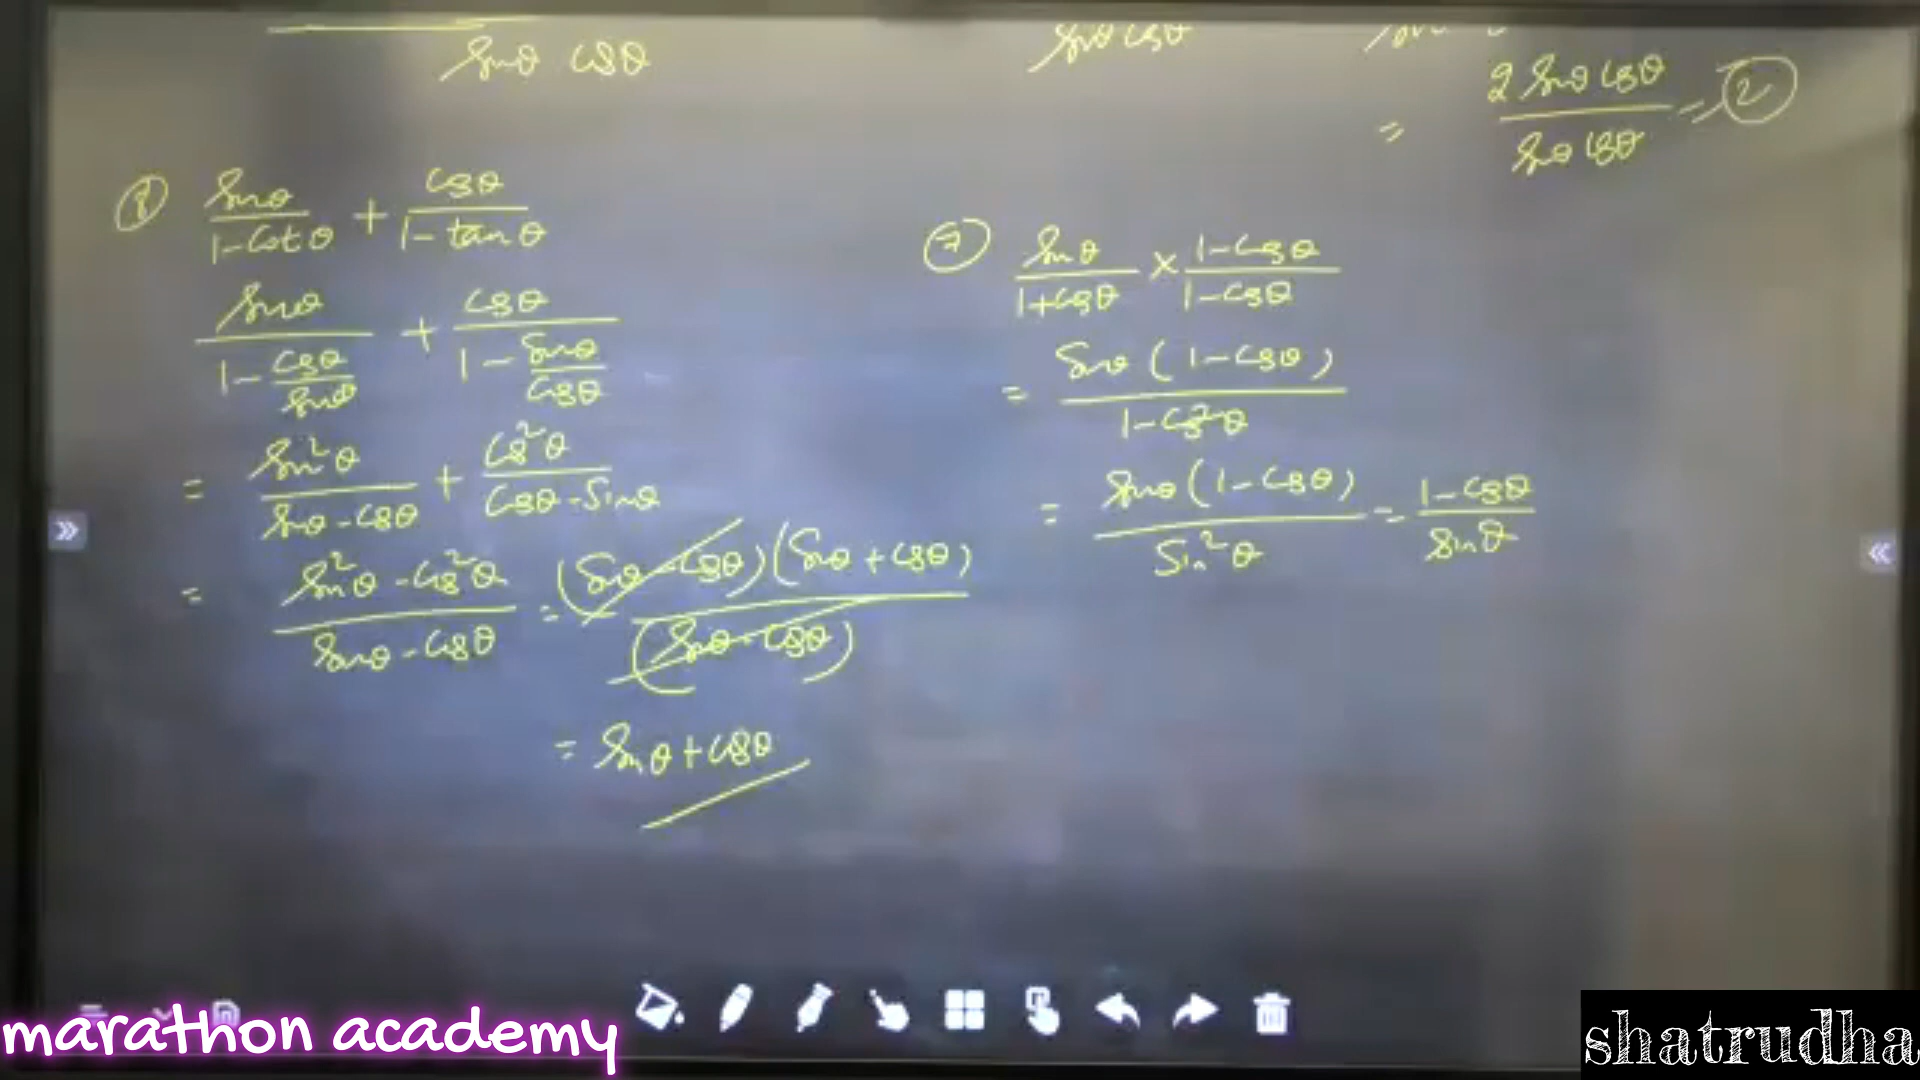 sinθ cosθ
sinθ cosθ
= 2 sinθ cosθ / sinθ cosθ = 2
(8) sinθ / 1-cotθ + cosθ / 1-tanθ
sinθ / 1 - cosθ/sinθ + cosθ / 1 - sinθ/cosθ
= sin²θ / sinθ - cosθ + cos²θ / cosθ - sinθ
= sin²θ - cos²θ / sinθ - cosθ = (sinθ - cosθ)(sinθ + cosθ) / (sinθ - cosθ)
= sinθ + cosθ
(7) sinθ / 1+cosθ × 1-cosθ / 1-cosθ
= sinθ (1-cosθ) / 1-cos²θ
= sinθ (1-cosθ) / sin²θ = 1-cosθ / sinθ
marathon academy
shatrudha